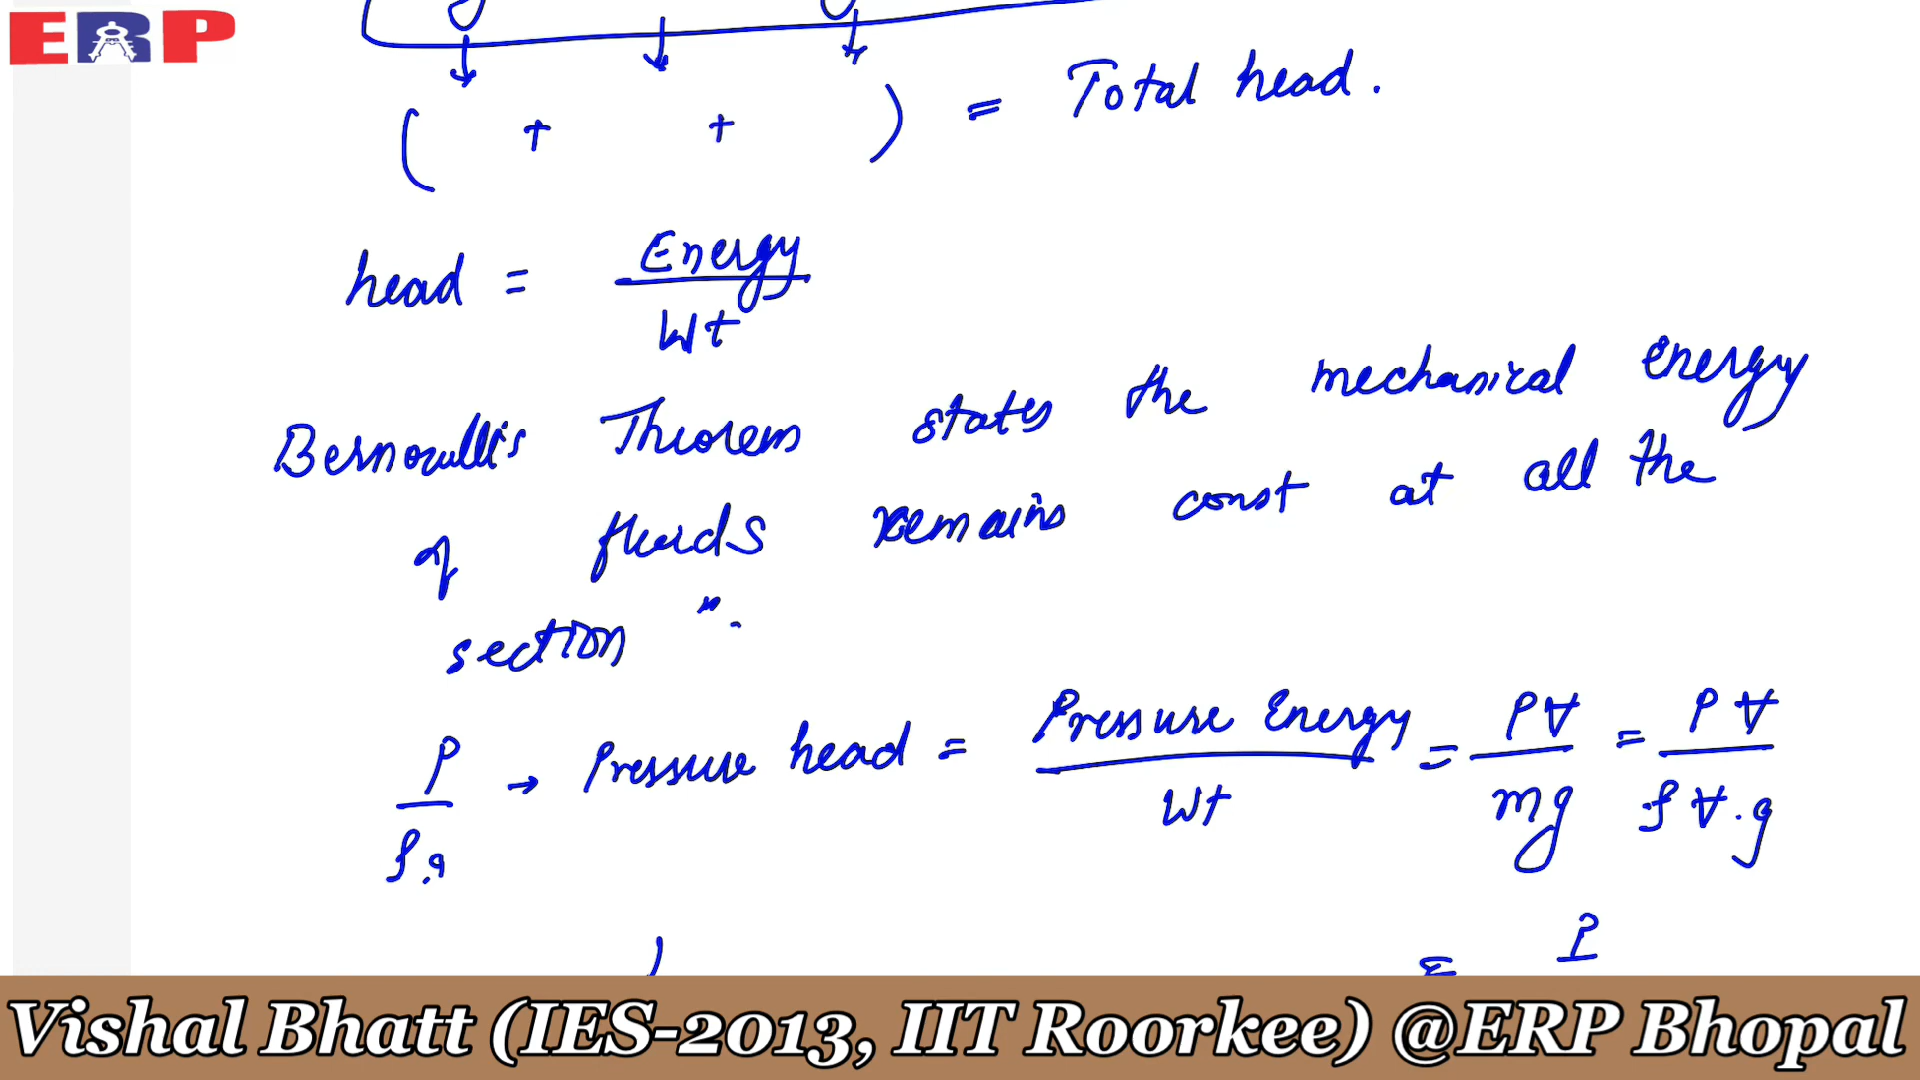 ERP
( + + ) = Total head.
head = Energy / Wt
Bernoulli's Theorem states the mechanical energy
of fluids remains const at all the
section ".
P / ρ.g → Pressure head = Pressure Energy / Wt = P∀ / mg = P∀ / ρ∀.g
= P
Vishal Bhatt (IES-2013, IIT Roorkee) @ERP Bhopal